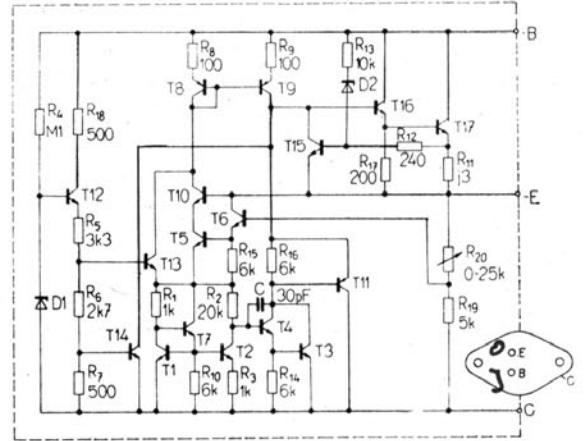 B
R8
100
R9
100
R13
10k
D2
T8
T9
T16
T17
R4
M1
R18
500
T15
R12
240
R17
200
R11
j3
T12
T10
E
R5
3k3
T6
T5
R15
6k
R16
6k
R20
0-25k
T13
T11
C
30pF
D1
R6
2k7
R1
1k
R2
20k
R19
5k
T7
T4
T14
T1
T2
T3
R7
500
R10
6k
R3
1k
R14
6k
E
B
C
C